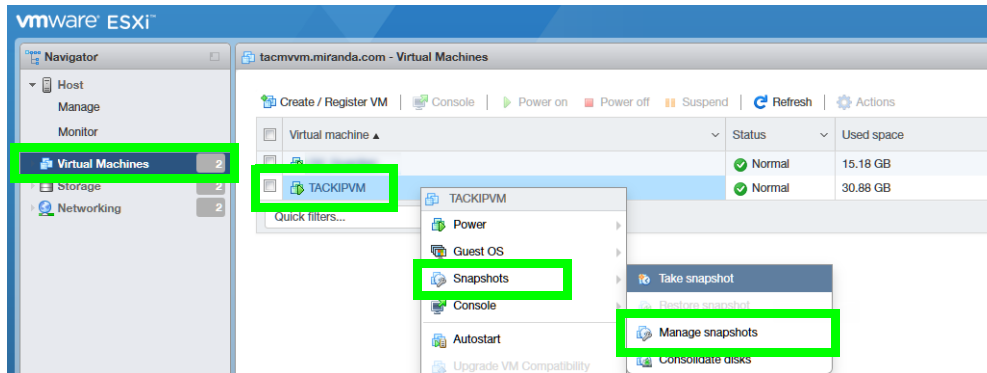 vmware ESXi™
Navigator
tacmvvm.miranda.com - Virtual Machines
Host
Manage
Monitor
Virtual Machines 2
Storage 2
Networking 2
Create / Register VM | Console | Power on Power off Suspend | Refresh | Actions
Virtual machine ▲ Status Used space
Normal 15.18 GB
TACKIPVM Normal 30.88 GB
Quick filters...
TACKIPVM
Power
Guest OS
Snapshots
Take snapshot
Console
Restore snapshot
Manage snapshots
Autostart
Consolidate disks
Upgrade VM Compatibility